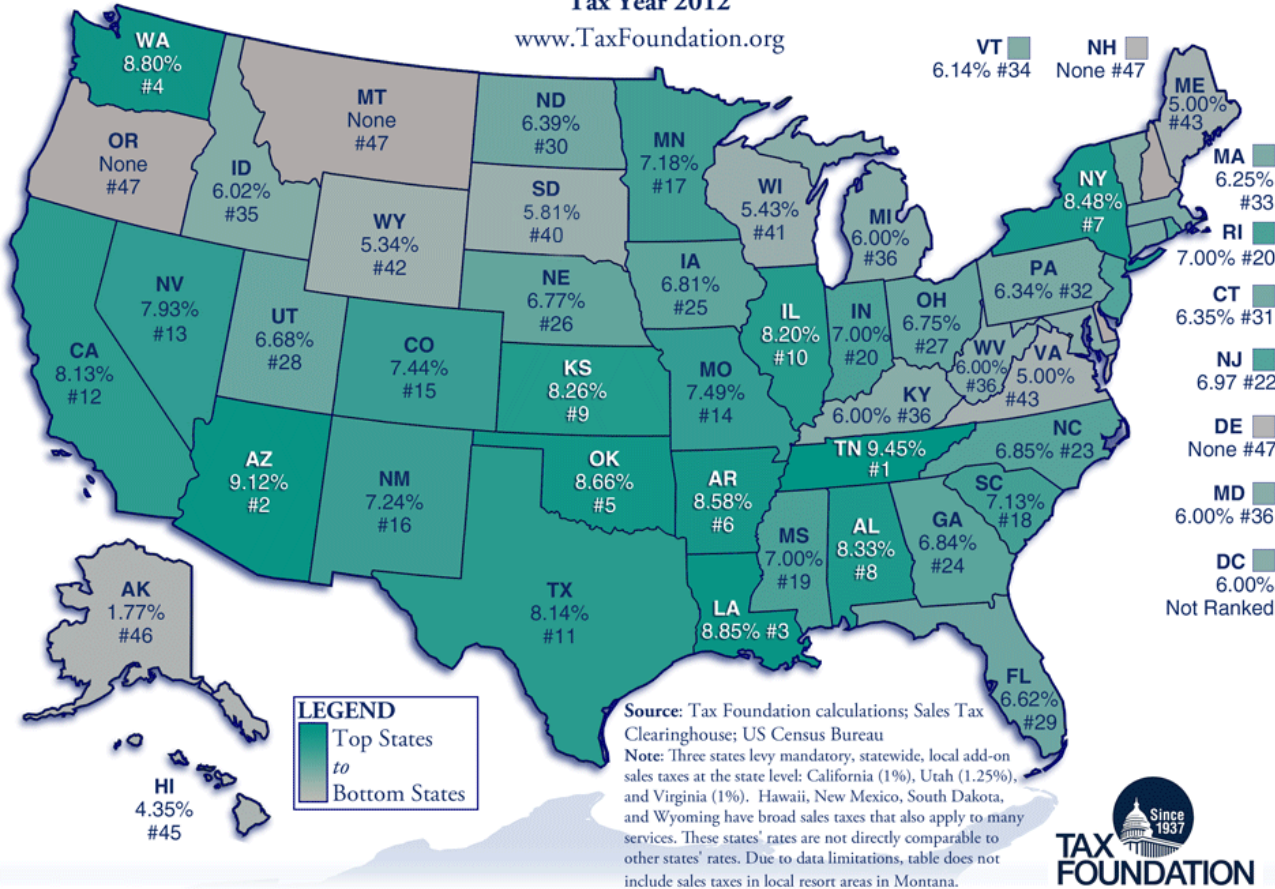 Tax Year 2012
www.TaxFoundation.org
VT
6.14% #34
NH
None #47
WA
8.80%
#4
MT
None
#47
ND
6.39%
#30
MN
7.18%
#17
ME
5.00%
#43
OR
None
#47
ID
6.02%
#35
SD
5.81%
#40
WI
5.43%
#41
MI
6.00%
#36
NY
8.48%
#7
MA
6.25%
#33
WY
5.34%
#42
RI
7.00% #20
NV
7.93%
#13
UT
6.68%
#28
NE
6.77%
#26
IA
6.81%
#25
IL
8.20%
#10
IN
7.00%
#20
OH
6.75%
#27
PA
6.34% #32
CT
6.35% #31
CA
8.13%
#12
CO
7.44%
#15
KS
8.26%
#9
MO
7.49%
#14
WV
6.00%
#36
VA
5.00%
#43
KY
6.00% #36
NJ
6.97 #22
DE
None #47
AZ
9.12%
#2
NM
7.24%
#16
OK
8.66%
#5
AR
8.58%
#6
TN 9.45%
#1
NC
6.85% #23
SC
7.13%
#18
MD
6.00% #36
MS
7.00%
#19
AL
8.33%
#8
GA
6.84%
#24
DC
6.00%
Not Ranked
AK
1.77%
#46
TX
8.14%
#11
LA
8.85% #3
FL
6.62%
#29
HI
4.35%
#45
LEGEND
Top States
to
Bottom States
Source: Tax Foundation calculations; Sales Tax
Clearinghouse; US Census Bureau
Note: Three states levy mandatory, statewide, local add-on
sales taxes at the state level: California (1%), Utah (1.25%),
and Virginia (1%). Hawaii, New Mexico, South Dakota,
and Wyoming have broad sales taxes that also apply to many
services. These states' rates are not directly comparable to
other states' rates. Due to data limitations, table does not
include sales taxes in local resort areas in Montana.
Since
1937
TAX
FOUNDATION